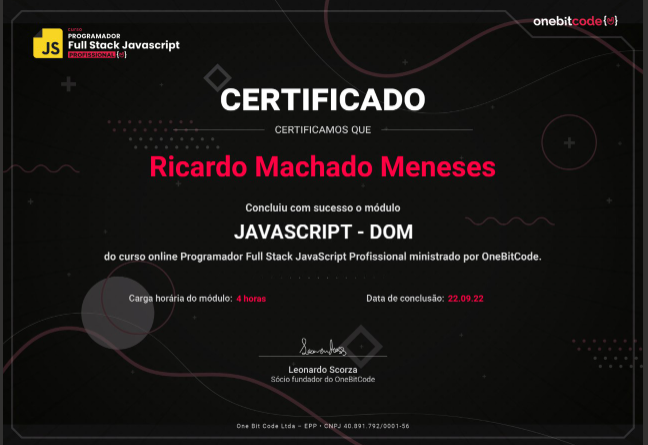 CURSO
PROGRAMADOR
Full Stack Javascript
PROFISSIONAL
JS
onebitcode
CERTIFICADO
CERTIFICAMOS QUE
Ricardo Machado Meneses
Concluiu com sucesso o módulo
JAVASCRIPT - DOM
do curso online Programador Full Stack JavaScript Profissional ministrado por OneBitCode.
Carga horária do módulo: 4 horas
Data de conclusão: 22.09.22
Leonardo Scorza
Sócio fundador do OneBitCode
One Bit Code Ltda – EPP • CNPJ 40.891.792/0001-56